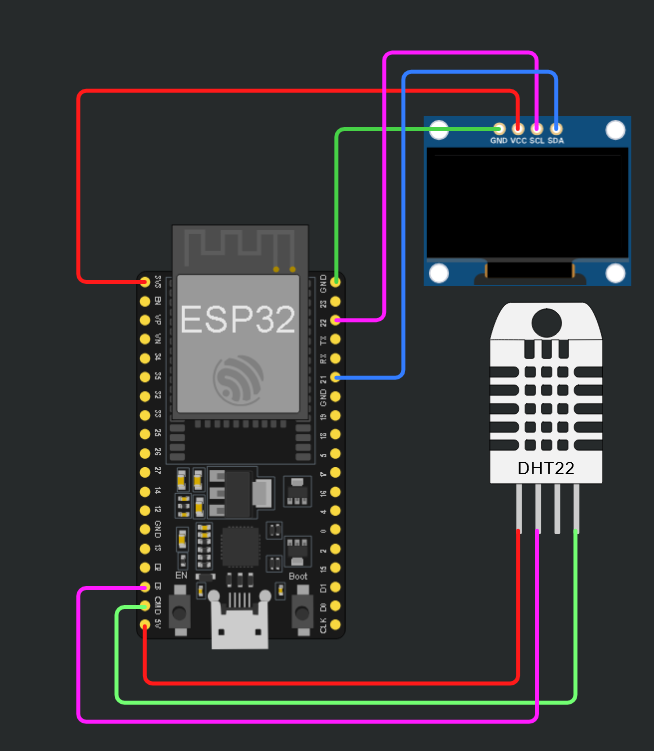 GND VCC SCL SDA
ESP32
3V3
EN
VP
VN
34
35
32
33
25
26
27
14
12
GND
13
D2
D3
CMD
5V
GND
23
22
TX
RX
21
GND
19
18
5
16
4
0
2
15
D1
D0
CLK
EN
Boot
DHT22